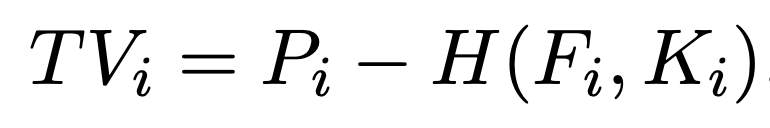 TV_i = P_i − H(F_i, K_i).